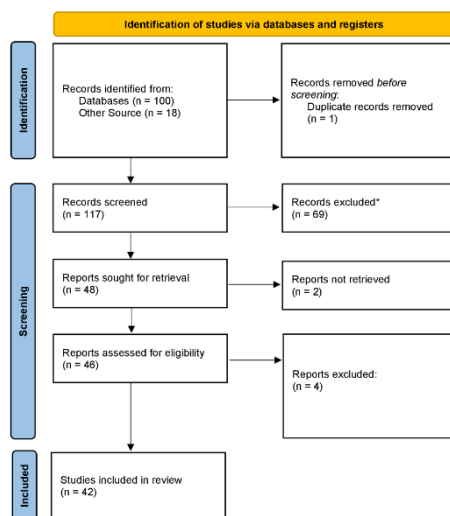 Identification of studies via databases and registers
Identification
Records identified from:
Databases (n = 100)
Other Source (n = 18)
Records removed before
screening:
Duplicate records removed
(n = 1)
Screening
Records screened
(n = 117)
Records excluded*
(n = 69)
Reports sought for retrieval
(n = 48)
Reports not retrieved
(n = 2)
Reports assessed for eligibility
(n = 46)
Reports excluded:
(n = 4)
Included
Studies included in review
(n = 42)